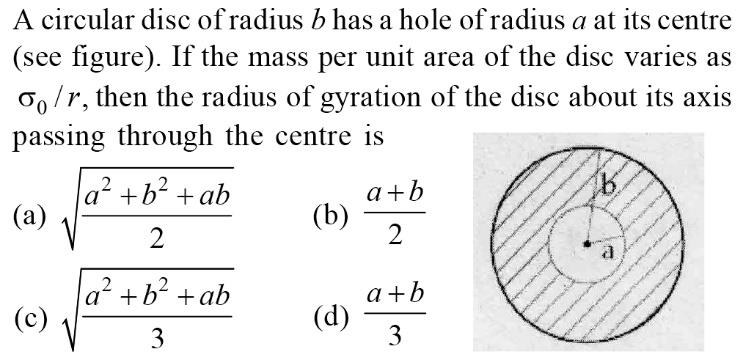 A circular disc of radius b has a hole of radius a at its centre
(see figure). If the mass per unit area of the disc varies as
σ₀/r, then the radius of gyration of the disc about its axis
passing through the centre is
(a) √((a² + b² + ab)/2) (b) (a+b)/2
(c) √((a² + b² + ab)/3) (d) (a+b)/3
b
a